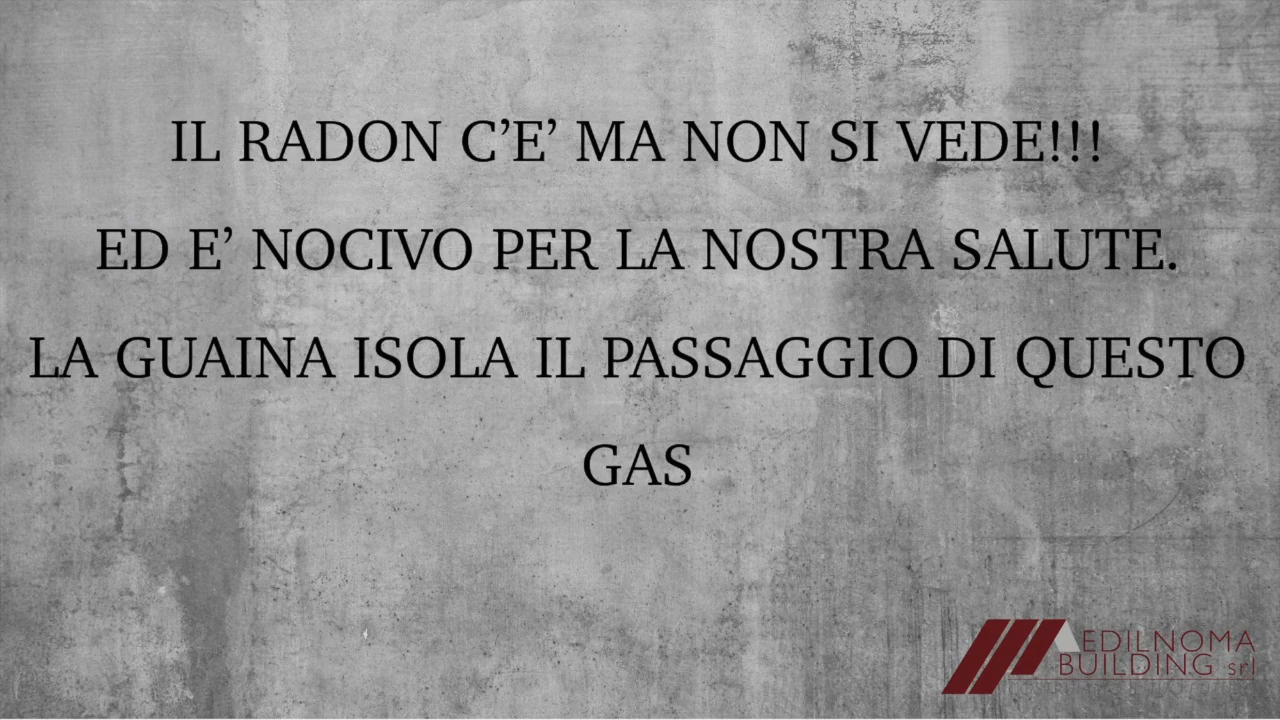 IL RADON C’E’ MA NON SI VEDE!!!
ED E’ NOCIVO PER LA NOSTRA SALUTE.
LA GUAINA ISOLA IL PASSAGGIO DI QUESTO
GAS
EDILNOMA
BUILDING srl